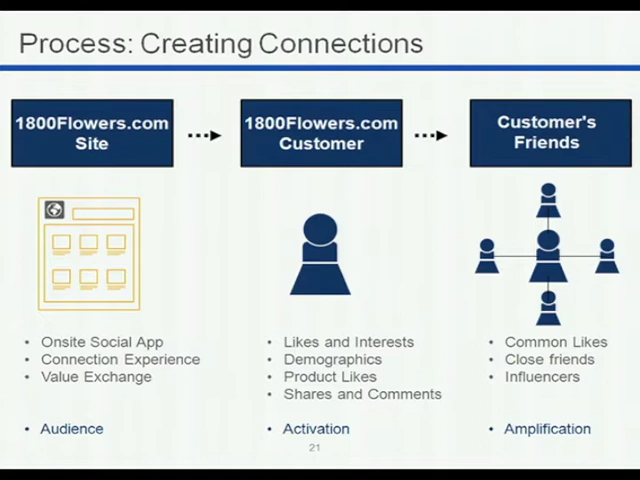 Process: Creating Connections
1800Flowers.com
Site
1800Flowers.com
Customer
Customer's
Friends
• Onsite Social App
• Connection Experience
• Value Exchange
• Audience
• Likes and Interests
• Demographics
• Product Likes
• Shares and Comments
• Activation
• Common Likes
• Close friends
• Influencers
• Amplification
21